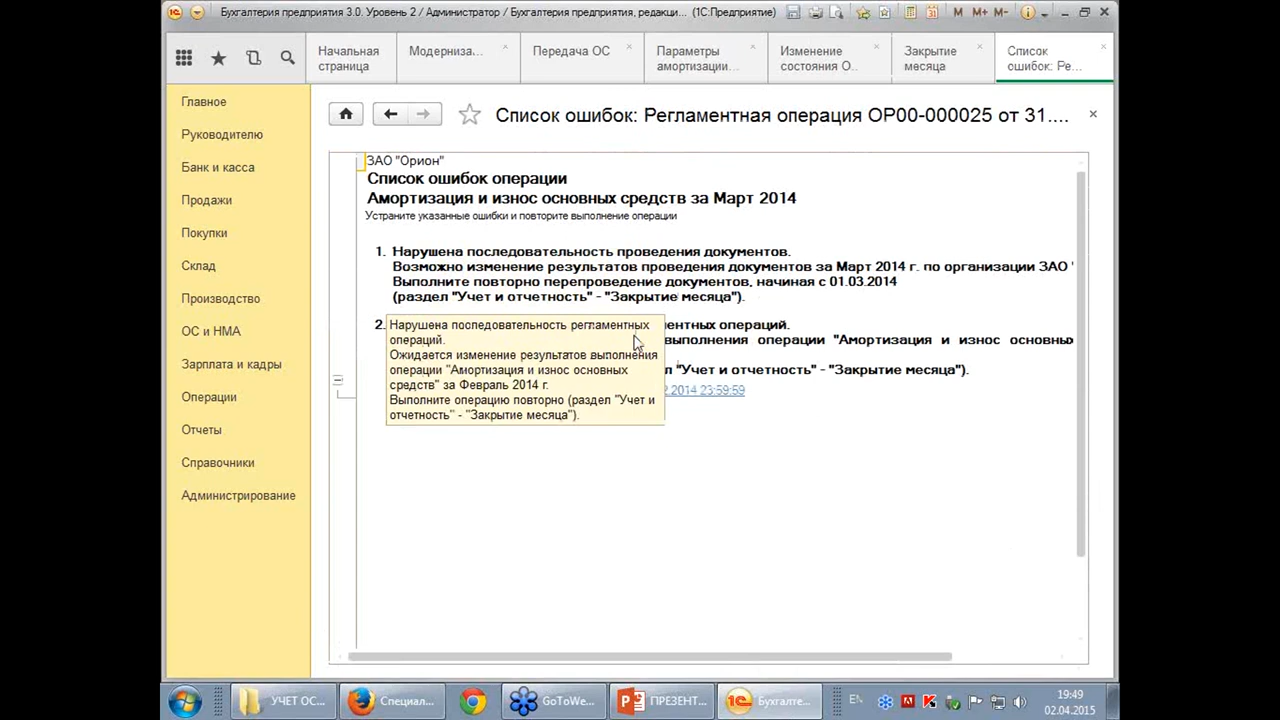 Бухгалтерия предприятия 3.0. Уровень 2 / Администратор / Бухгалтерия предприятия, редакци... (1С:Предприятие)
M M+ M-
Начальная страница
Модерниза...
Передача ОС
Параметры амортизации...
Изменение состояния О...
Закрытие месяца
Список ошибок: Ре...
Главное
Руководителю
Банк и касса
Продажи
Покупки
Склад
Производство
ОС и НМА
Зарплата и кадры
Операции
Отчеты
Справочники
Администрирование
Список ошибок: Регламентная операция ОР00-000025 от 31....
ЗАО "Орион"
Список ошибок операции
Амортизация и износ основных средств за Март 2014
Устраните указанные ошибки и повторите выполнение операции
1. Нарушена последовательность проведения документов.
Возможно изменение результатов проведения документов за Март 2014 г. по организации ЗАО "
Выполните повторно перепроведение документов, начиная с 01.03.2014
(раздел "Учет и отчетность" - "Закрытие месяца").
2. ментных операций.
выполнения операции "Амортизация и износ основны
л "Учет и отчетность" - "Закрытие месяца").
2.2014 23:59:59
Нарушена последовательность регламентных
операций.
Ожидается изменение результатов выполнения
операции "Амортизация и износ основных
средств" за Февраль 2014 г.
Выполните операцию повторно (раздел "Учет и
отчетность" - "Закрытие месяца").
УЧЕТ ОС...
Специал...
GoToWe...
ПРЕЗЕНТ...
Бухгалте...
EN
19:49
02.04.2015